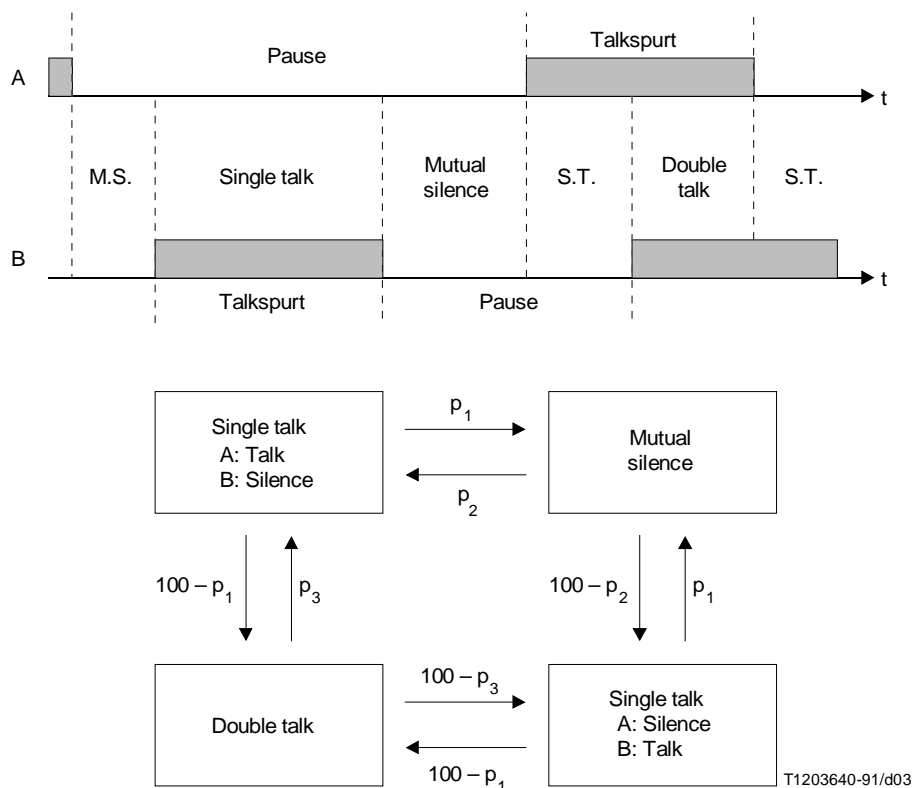 Pause
Talkspurt
A
t
M.S.
Single talk
Mutual
silence
S.T.
Double
talk
S.T.
B
t
Talkspurt
Pause
Single talk
A: Talk
B: Silence
p1
p2
Mutual
silence
100 – p1
p3
100 – p2
p1
Double talk
100 – p3
100 – p1
Single talk
A: Silence
B: Talk
T1203640-91/d03